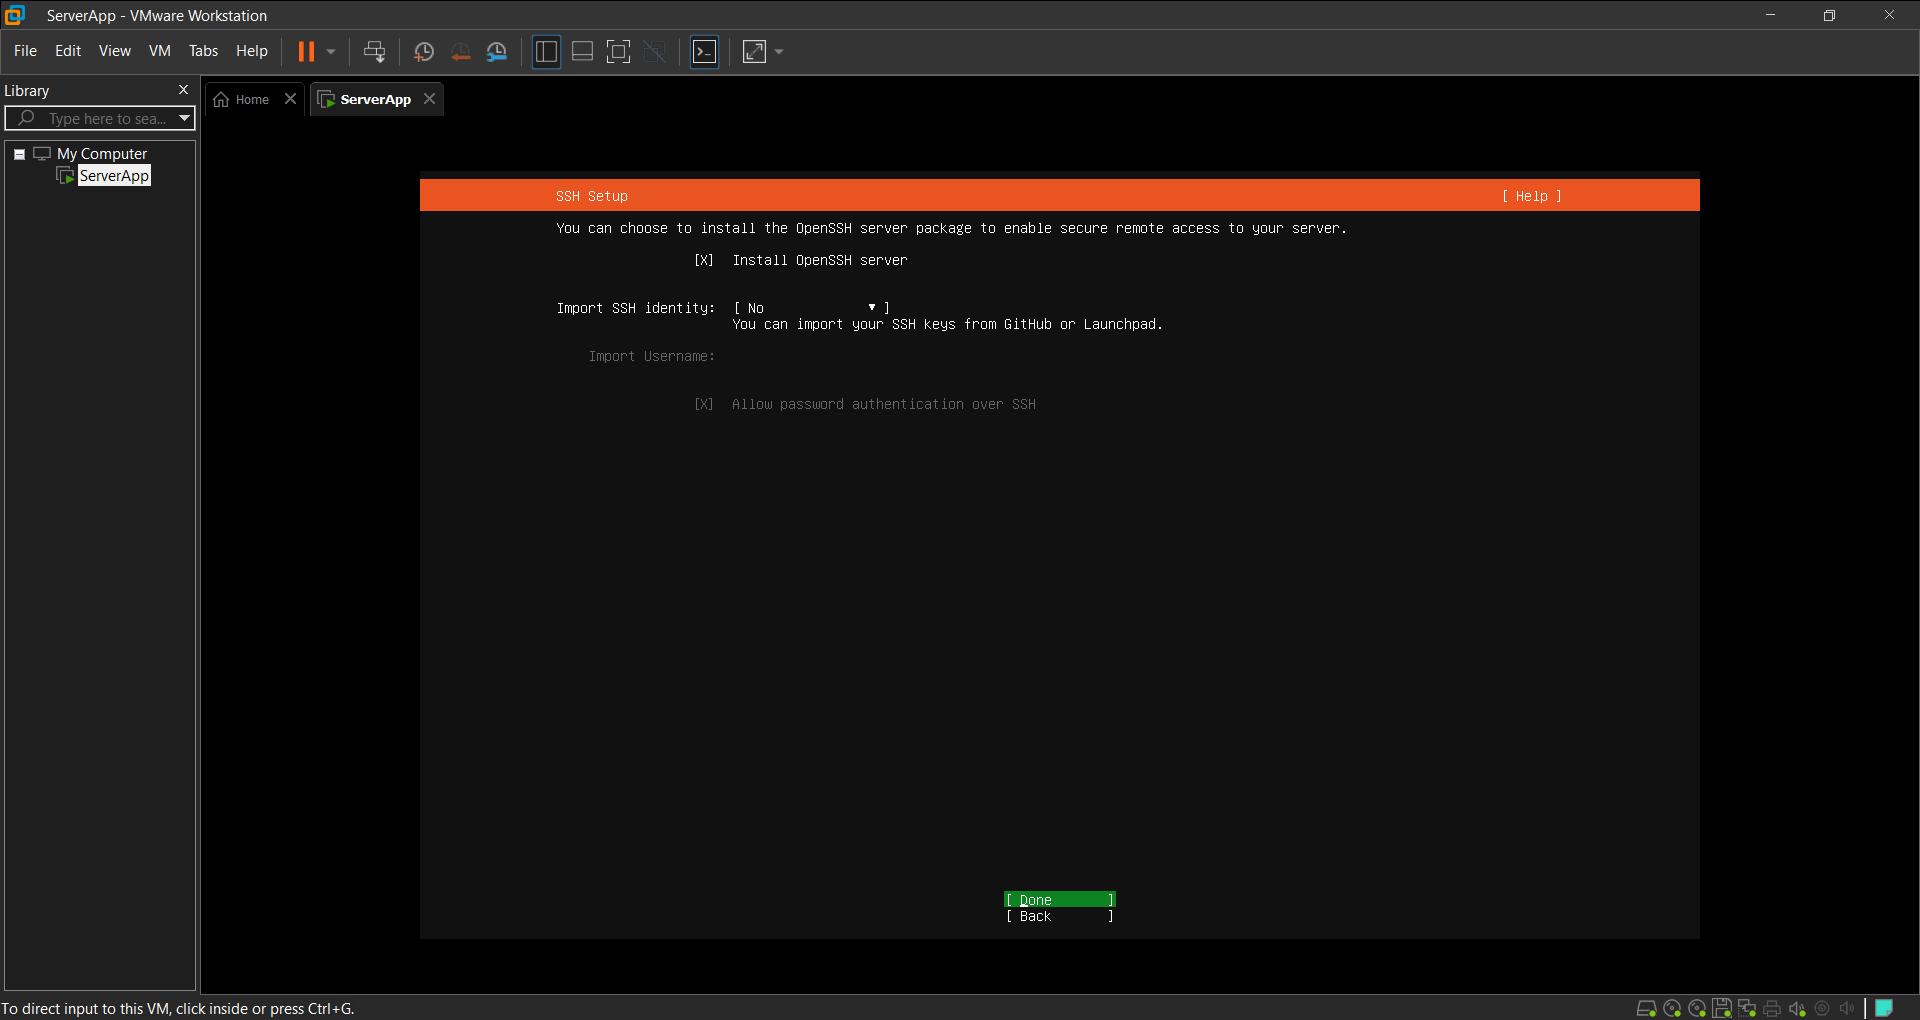 ServerApp - VMware Workstation
File Edit View VM Tabs Help
Library
Type here to sea...
My Computer
ServerApp
Home
ServerApp
SSH Setup [ Help ]
You can choose to install the OpenSSH server package to enable secure remote access to your server.
[X] Install OpenSSH server
Import SSH identity: [ No ▾ ]
You can import your SSH keys from GitHub or Launchpad.
Import Username:
[X] Allow password authentication over SSH
[ Done ]
[ Back ]
To direct input to this VM, click inside or press Ctrl+G.